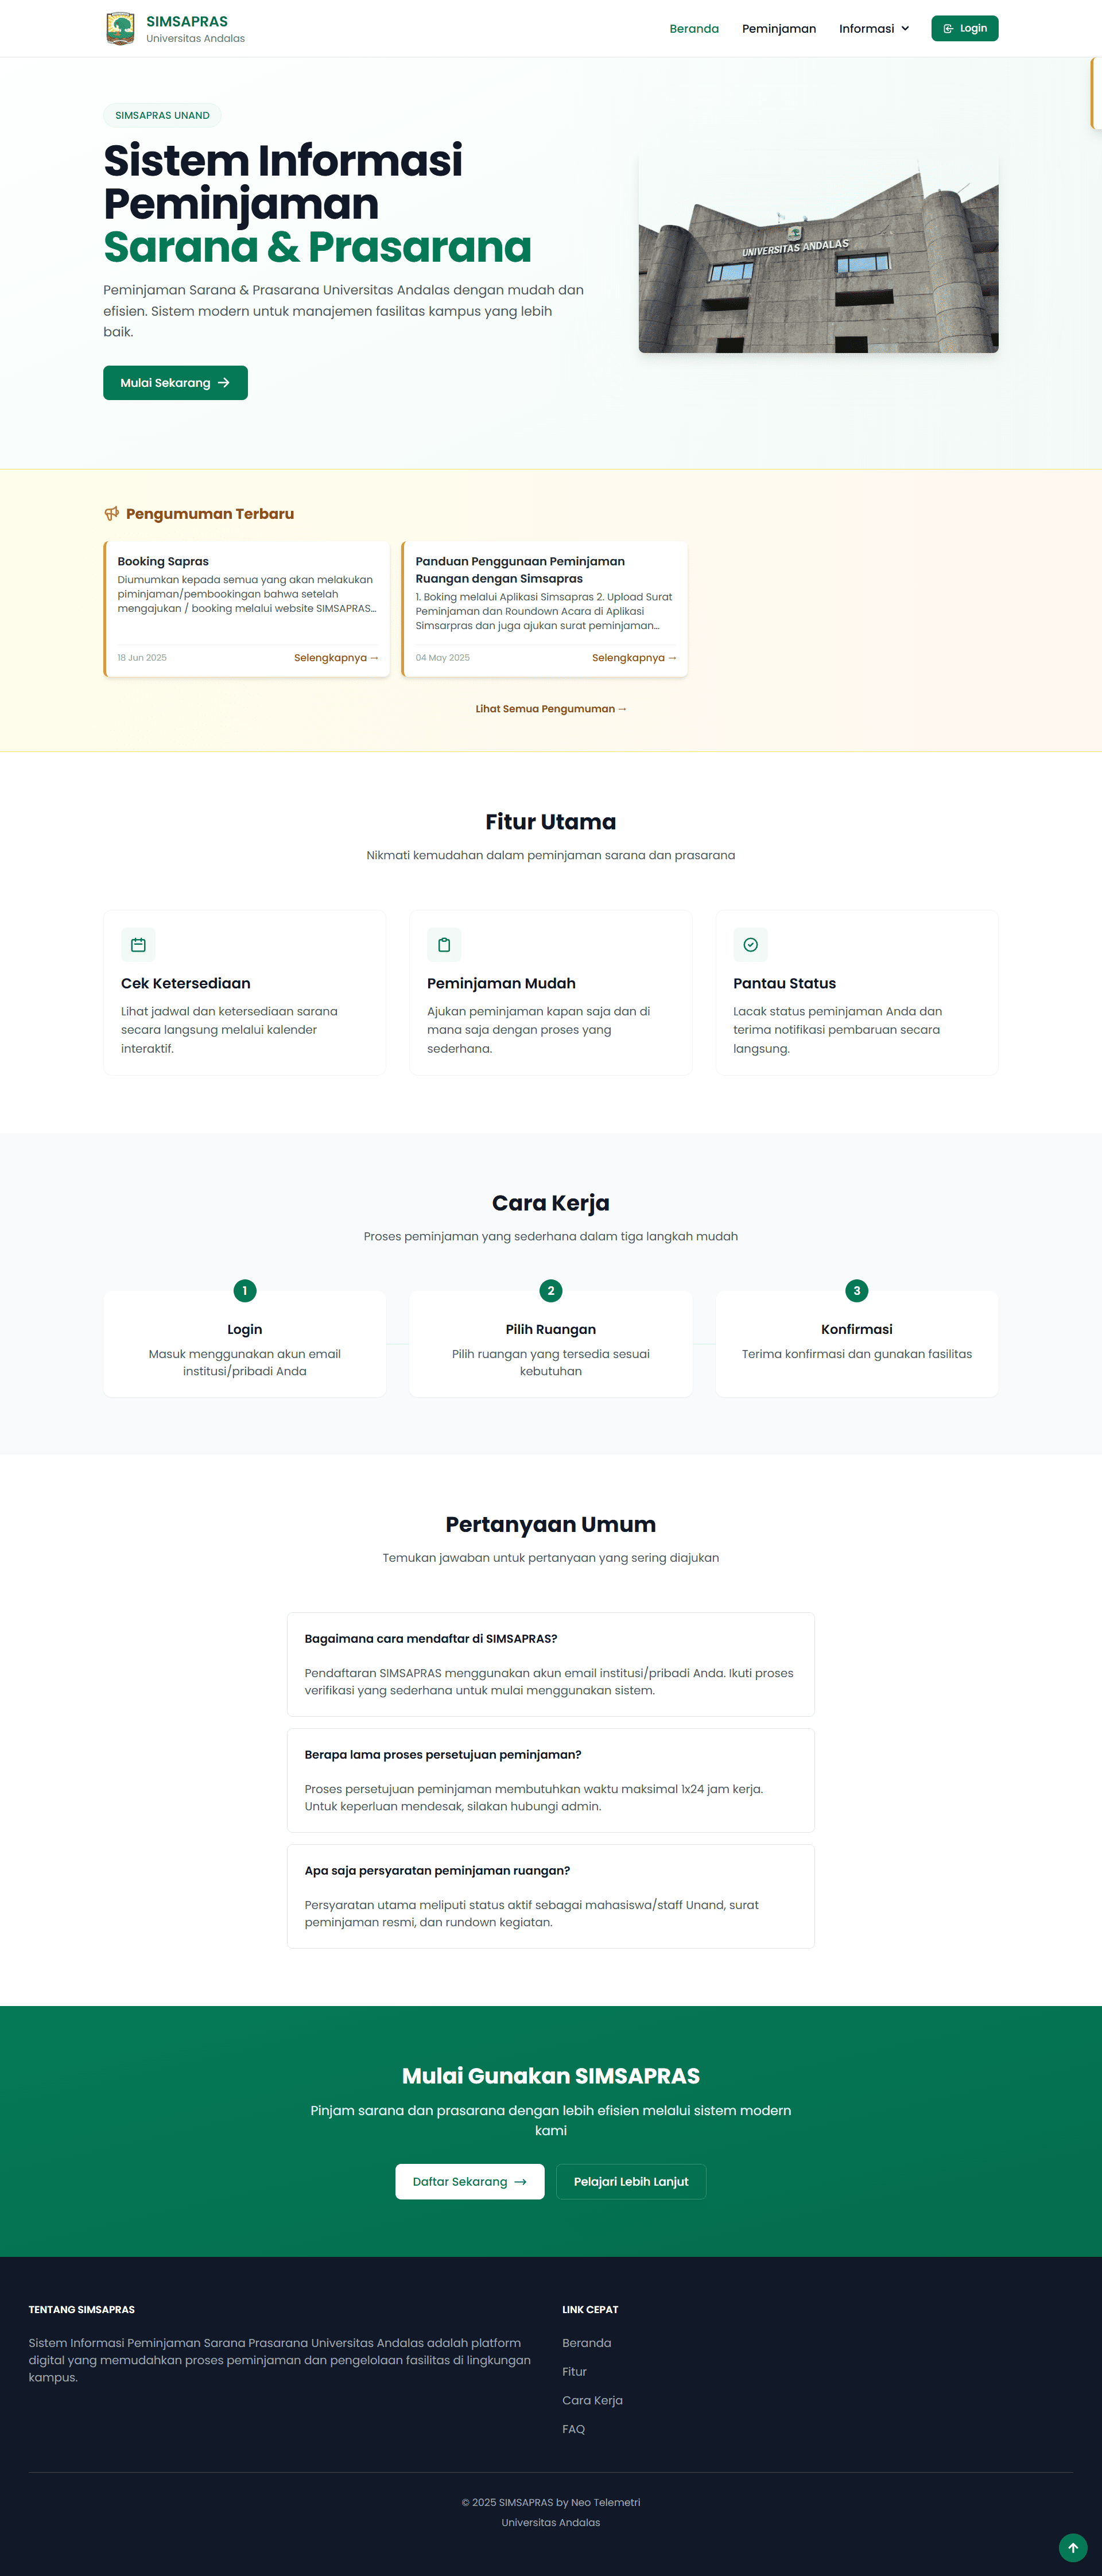 SIMSAPRAS
Universitas Andalas
Beranda
Peminjaman
Informasi
Login
SIMSAPRAS UNAND
Sistem Informasi
Peminjaman
Sarana & Prasarana
Peminjaman Sarana & Prasarana Universitas Andalas dengan mudah dan
efisien. Sistem modern untuk manajemen fasilitas kampus yang lebih
baik.
Mulai Sekarang →
UNIVERSITAS ANDALAS
Pengumuman Terbaru
Booking Sapras
Diumumkan kepada semua yang akan melakukan
piminjaman/pembookingan bahwa setelah
mengajukan / booking melalui website SIMSAPRAS...
18 Jun 2025
Selengkapnya →
Panduan Penggunaan Peminjaman
Ruangan dengan Simsapras
1. Boking melalui Aplikasi Simsapras 2. Upload Surat
Peminjaman dan Roundown Acara di Aplikasi
Simsarpras dan juga ajukan surat peminjaman...
04 May 2025
Selengkapnya →
Lihat Semua Pengumuman →
Fitur Utama
Nikmati kemudahan dalam peminjaman sarana dan prasarana
Cek Ketersediaan
Lihat jadwal dan ketersediaan sarana
secara langsung melalui kalender
interaktif.
Peminjaman Mudah
Ajukan peminjaman kapan saja dan di
mana saja dengan proses yang
sederhana.
Pantau Status
Lacak status peminjaman Anda dan
terima notifikasi pembaruan secara
langsung.
Cara Kerja
Proses peminjaman yang sederhana dalam tiga langkah mudah
1
Login
Masuk menggunakan akun email
institusi/pribadi Anda
2
Pilih Ruangan
Pilih ruangan yang tersedia sesuai
kebutuhan
3
Konfirmasi
Terima konfirmasi dan gunakan fasilitas
Pertanyaan Umum
Temukan jawaban untuk pertanyaan yang sering diajukan
Bagaimana cara mendaftar di SIMSAPRAS?
Pendaftaran SIMSAPRAS menggunakan akun email institusi/pribadi Anda. Ikuti proses
verifikasi yang sederhana untuk mulai menggunakan sistem.
Berapa lama proses persetujuan peminjaman?
Proses persetujuan peminjaman membutuhkan waktu maksimal 1x24 jam kerja.
Untuk keperluan mendesak, silakan hubungi admin.
Apa saja persyaratan peminjaman ruangan?
Persyaratan utama meliputi status aktif sebagai mahasiswa/staff Unand, surat
peminjaman resmi, dan rundown kegiatan.
Mulai Gunakan SIMSAPRAS
Pinjam sarana dan prasarana dengan lebih efisien melalui sistem modern
kami
Daftar Sekarang →
Pelajari Lebih Lanjut
TENTANG SIMSAPRAS
Sistem Informasi Peminjaman Sarana Prasarana Universitas Andalas adalah platform
digital yang memudahkan proses peminjaman dan pengelolaan fasilitas di lingkungan
kampus.
LINK CEPAT
Beranda
Fitur
Cara Kerja
FAQ
© 2025 SIMSAPRAS by Neo Telemetri
Universitas Andalas